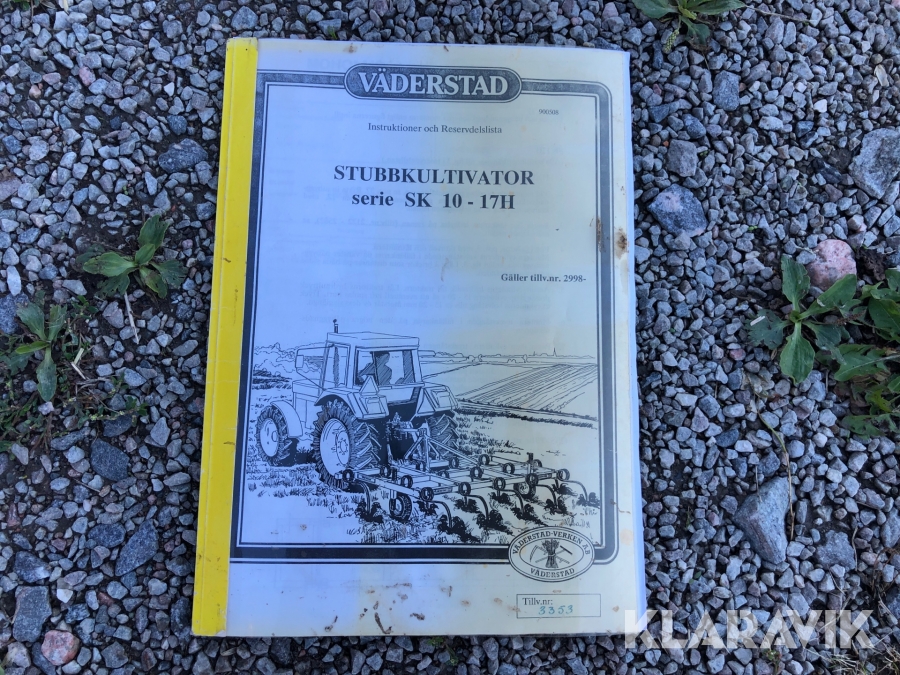 VÄDERSTAD
900508
Instruktioner och Reservdelslista
STUBBKULTIVATOR
serie SK 10 - 17H
Gäller tillv.nr. 2998-
VÄDERSTAD-VERKEN AB
VÄDERSTAD
Tillv.nr:
3353
KLARAVIK